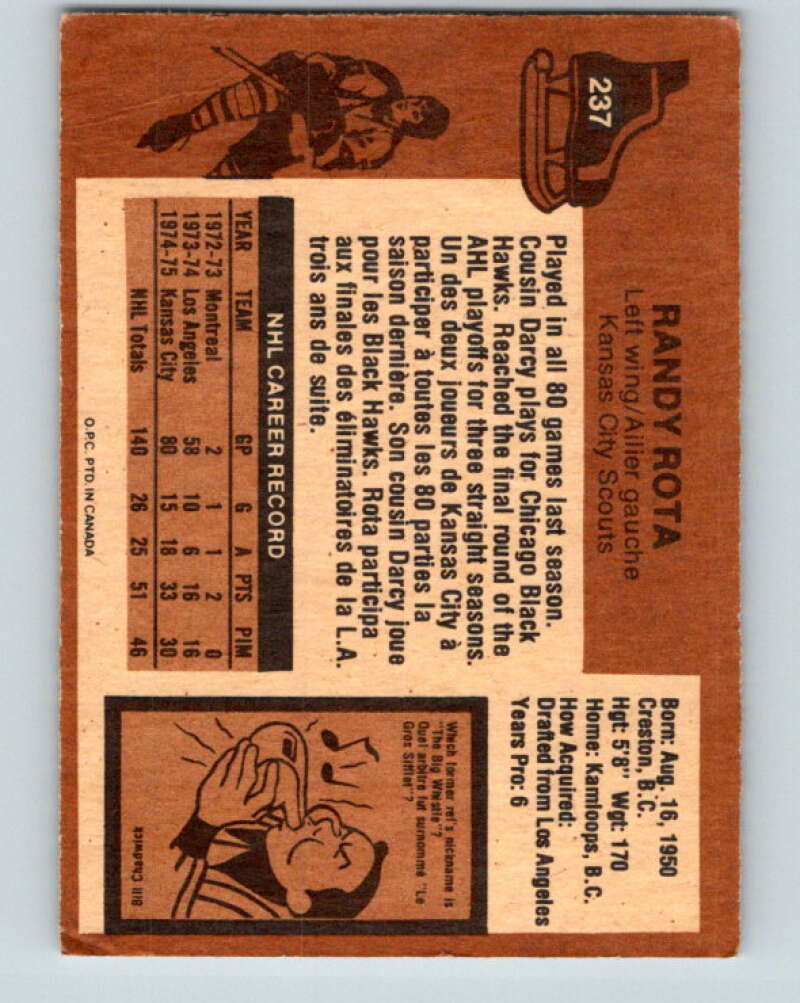 237
RANDY ROTA
Left wing/Ailier gauche
Kansas City Scouts
Played in all 80 games last season.
Cousin Darcy plays for Chicago Black
Hawks. Reached the final round of the
AHL playoffs for three straight seasons.
Un des deux joueurs de Kansas City à
participer à toutes les 80 parties la
saison dernière. Son cousin Darcy joue
pour les Black Hawks. Rota participa
aux finales des éliminatoires de la L.A.
trois ans de suite.
NHL CAREER RECORD
YEAR TEAM GP G A PTS PIM
1972-73 Montreal 2 1 1 2 0
1973-74 Los Angeles 58 10 6 16 16
1974-75 Kansas City 80 15 18 33 30
NHL Totals 140 26 25 51 46
O.P.C. PTD. IN CANADA
Born: Aug. 16, 1950
Creston, B.C.
Hgt: 5'8" Wgt: 170
Home: Kamloops, B.C.
How Acquired:
Drafted from Los Angeles
Years Pro: 6
Which former ref's nickname is
"The Big Whistle"?
Quel arbitre fut surnommé "Le
Gros Sifflet"?
Bill Chadwick